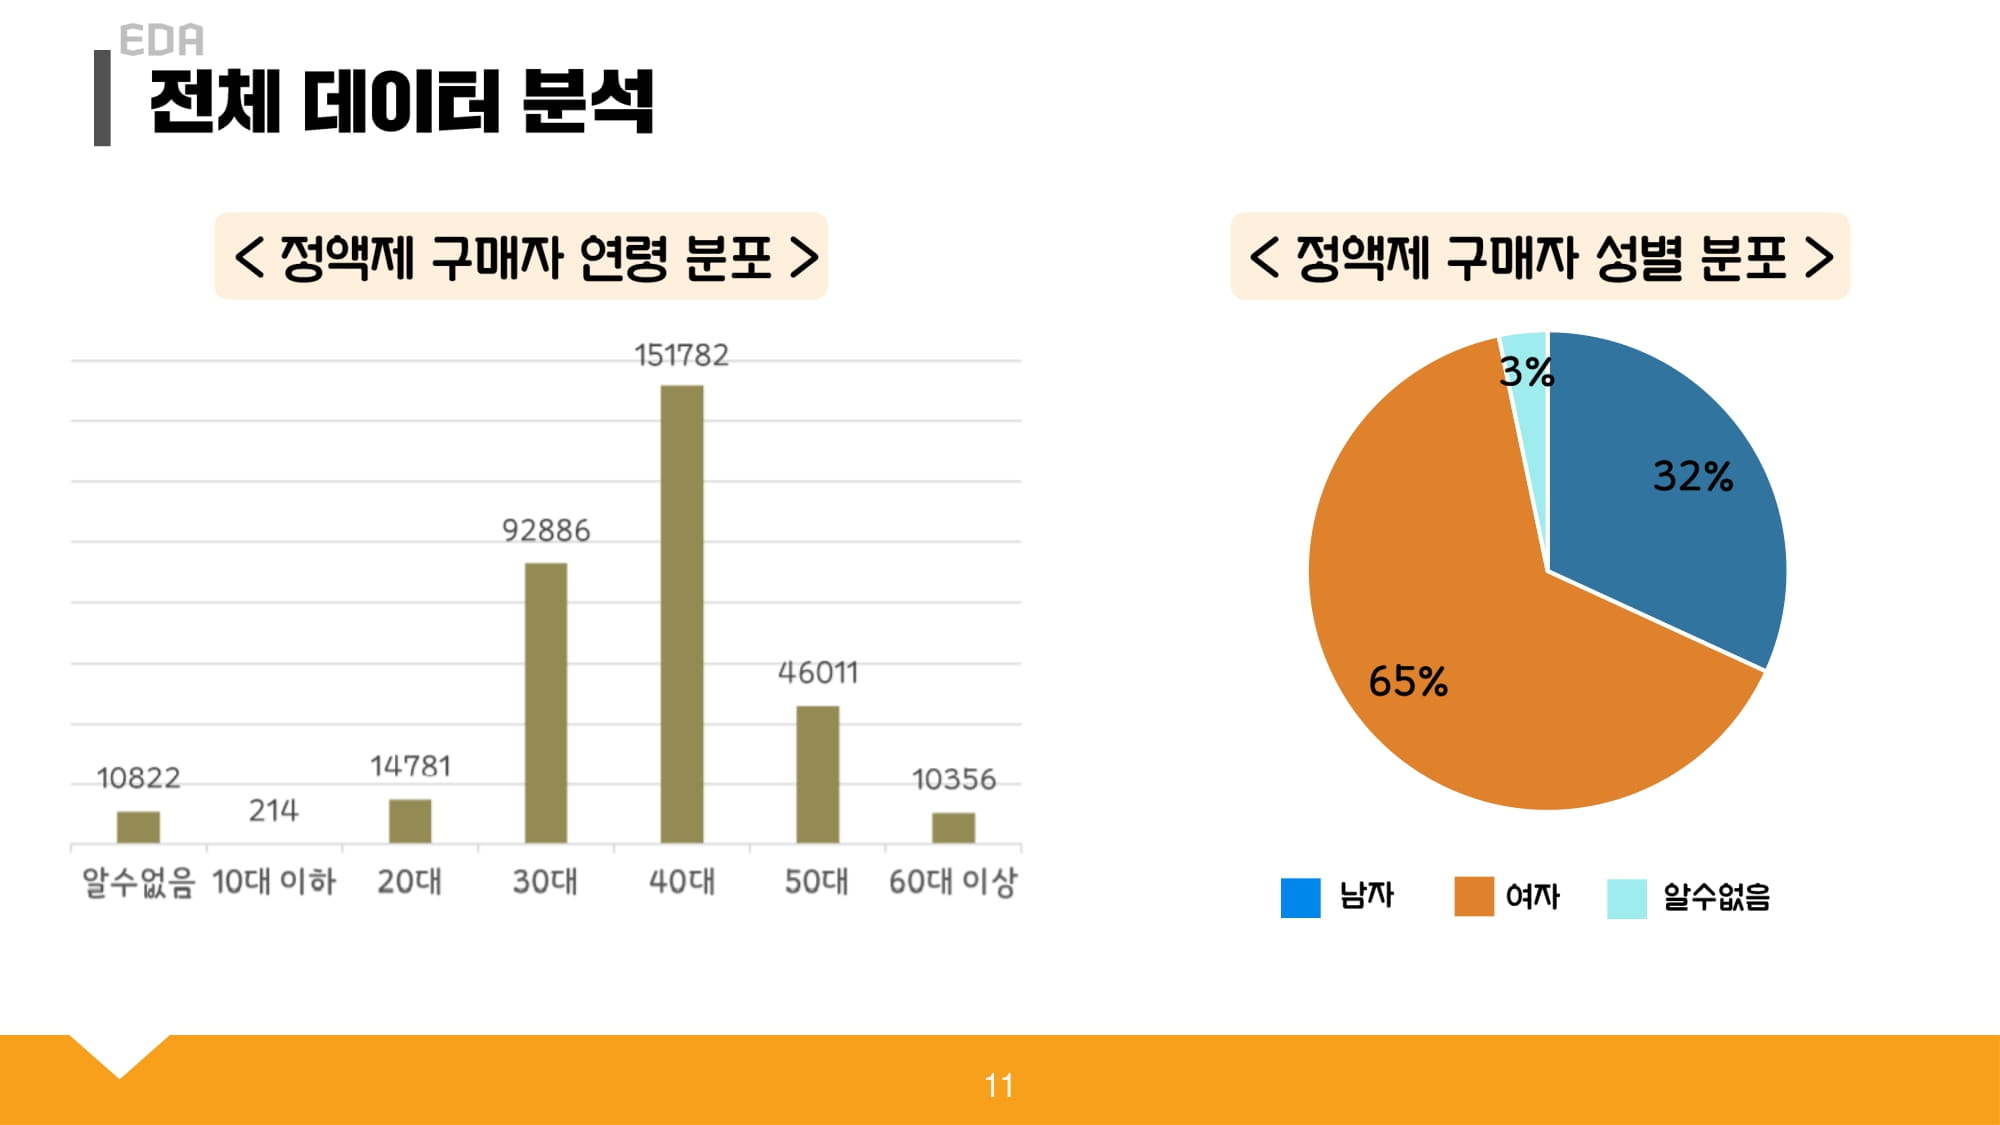 EDA
전체 데이터 분석
< 정액제 구매자 연령 분포 >
151782
92886
46011
14781
10822
10356
214
알수없음 10대 이하 20대 30대 40대 50대 60대 이상
< 정액제 구매자 성별 분포 >
3%
32%
65%
남자 여자 알수없음
11